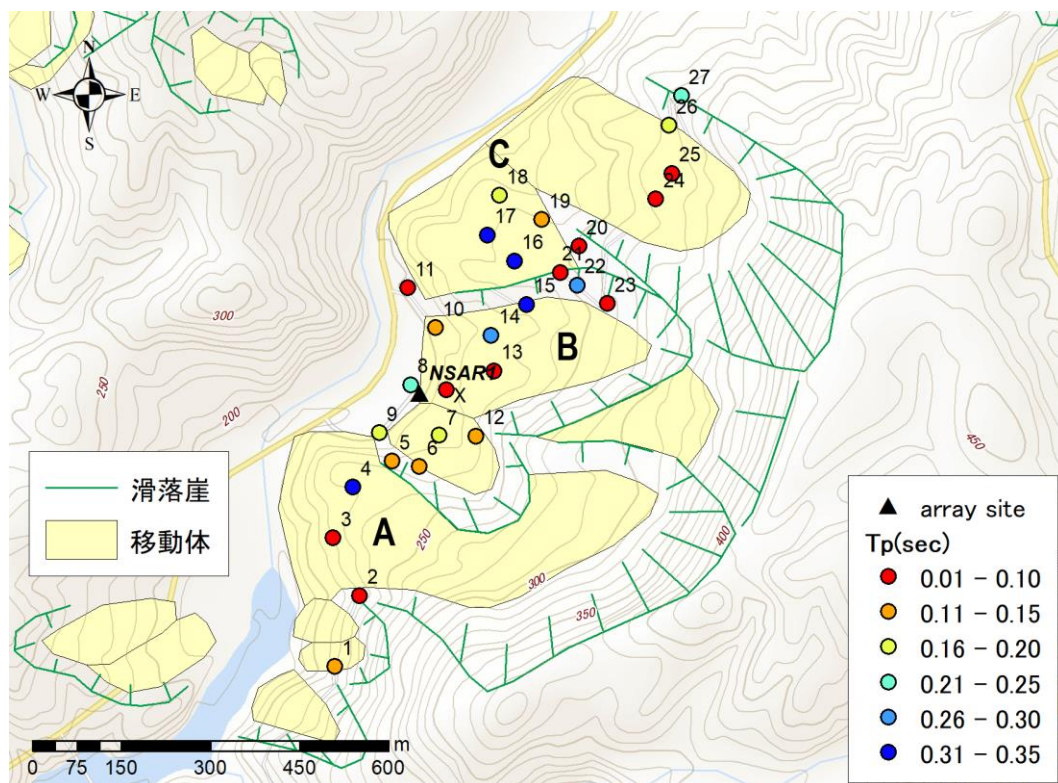 N
W E
S
27
26
25
24
C
18
19
17
20
16
21
22
11
15
23
10
14
B
13
8
NSAR1
X
9
7
12
5
6
4
A
3
2
1
250
300
200
250
300
350
400
450
滑落崖
移動体
0 75 150 300 450 600 m
array site
Tp(sec)
0.01 − 0.10
0.11 − 0.15
0.16 − 0.20
0.21 − 0.25
0.26 − 0.30
0.31 − 0.35